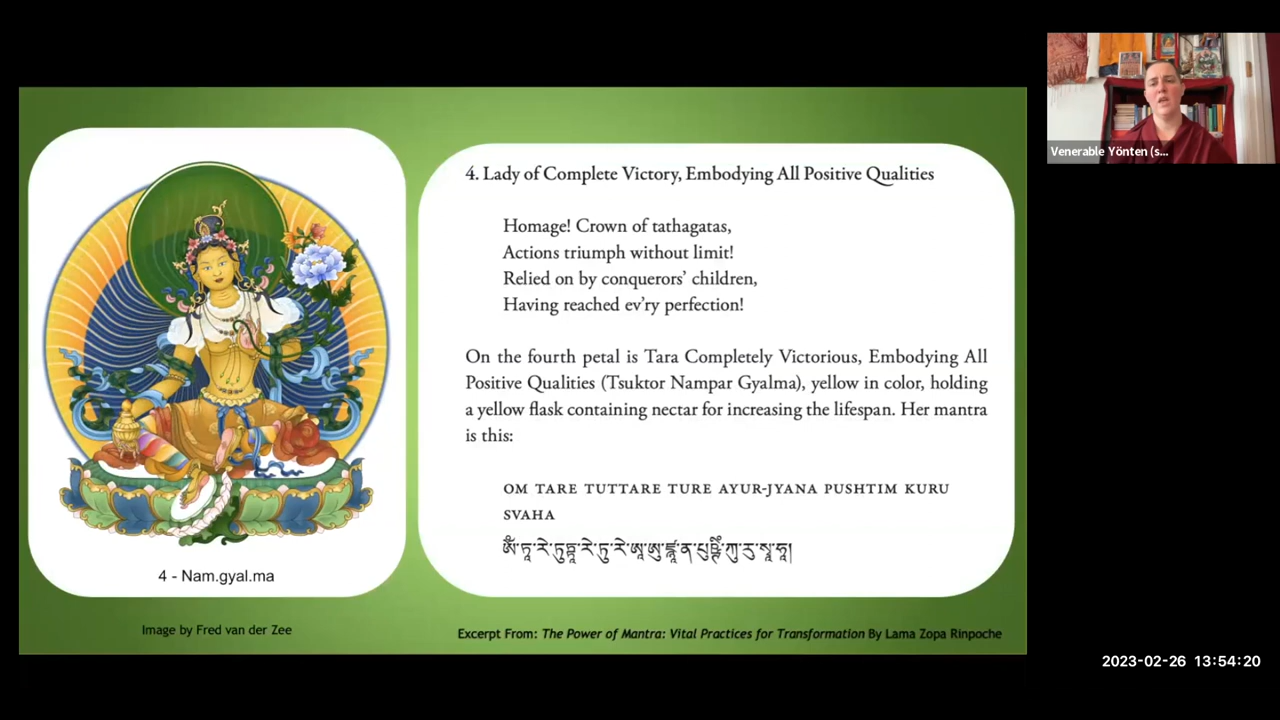 4. Lady of Complete Victory, Embodying All Positive Qualities
Homage! Crown of tathagatas,
Actions triumph without limit!
Relied on by conquerors’ children,
Having reached ev’ry perfection!
On the fourth petal is Tara Completely Victorious, Embodying All
Positive Qualities (Tsuktor Nampar Gyalma), yellow in color, holding
a yellow flask containing nectar for increasing the lifespan. Her mantra
is this:
OM TARE TUTTARE TURE AYUR-JYANA PUSHTIM KURU
SVAHA
ༀ་ཏཱ་རེ་ཏུཏྟཱ་རེ་ཏུ་རེ་ཨཱ་ཨུ་ཛྙཱ་ན་པུཥྚིཾ་ཀུ་རུ་སྭཱ་ཧཱ།
4 - Nam.gyal.ma
Image by Fred van der Zee
Excerpt From: The Power of Mantra: Vital Practices for Transformation By Lama Zopa Rinpoche
Venerable Yönten (s...
2023-02-26 13:54:20